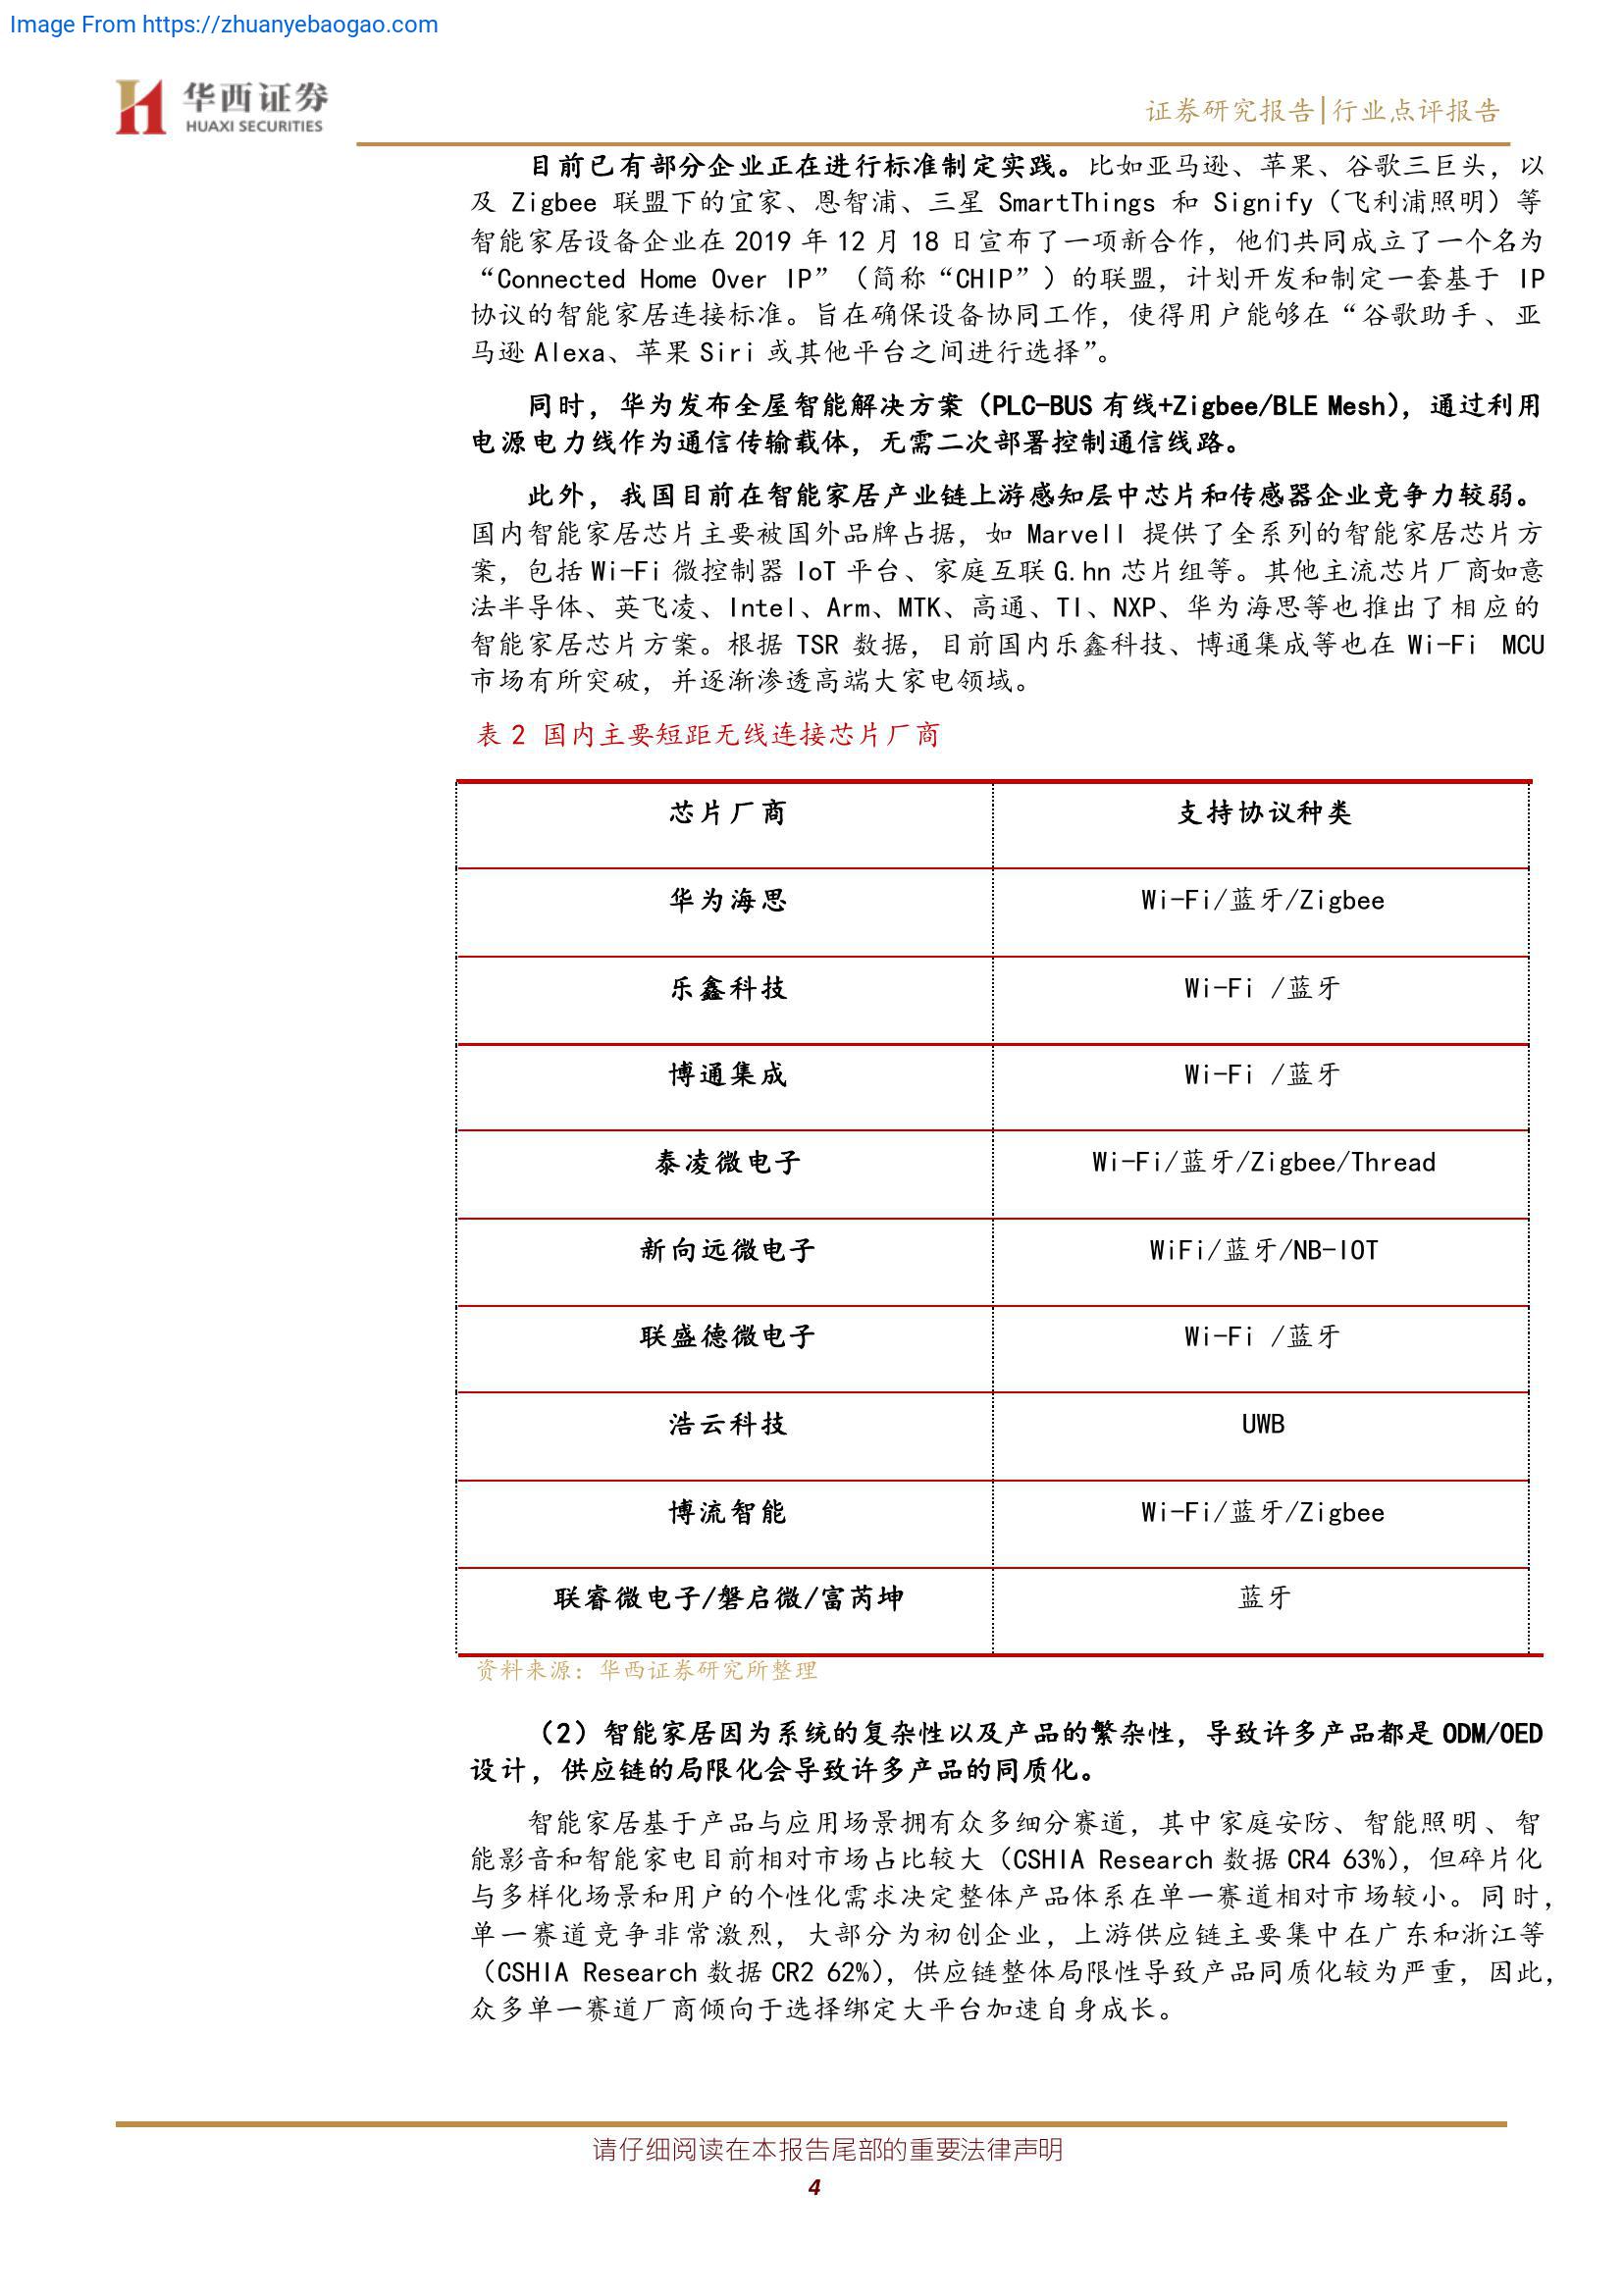 Image From https://zhuanyebaogao.com
华西证券
HUAXI SECURITIES
证券研究报告|行业点评报告
目前已有部分企业正在进行标准制定实践。比如亚马逊、苹果、谷歌三巨头，以
及 Zigbee 联盟下的宜家、恩智浦、三星 SmartThings 和 Signify（飞利浦照明）等
智能家居设备企业在 2019 年 12 月 18 日宣布了一项新合作，他们共同成立了一个名为
“Connected Home Over IP”（简称“CHIP”）的联盟，计划开发和制定一套基于 IP
协议的智能家居连接标准。旨在确保设备协同工作，使得用户能够在“谷歌助手、亚
马逊 Alexa、苹果 Siri 或其他平台之间进行选择”。
同时，华为发布全屋智能解决方案（PLC-BUS 有线+Zigbee/BLE Mesh），通过利用
电源电力线作为通信传输载体，无需二次部署控制通信线路。
此外，我国目前在智能家居产业链上游感知层中芯片和传感器企业竞争力较弱。
国内智能家居芯片主要被国外品牌占据，如 Marvell 提供了全系列的智能家居芯片方
案，包括 Wi-Fi 微控制器 IoT 平台、家庭互联 G.hn 芯片组等。其他主流芯片厂商如意
法半导体、英飞凌、Intel、Arm、MTK、高通、TI、NXP、华为海思等也推出了相应的
智能家居芯片方案。根据 TSR 数据，目前国内乐鑫科技、博通集成等也在 Wi-Fi MCU
市场有所突破，并逐渐渗透高端大家电领域。
表 2 国内主要短距无线连接芯片厂商
芯片厂商 支持协议种类
华为海思 Wi-Fi/蓝牙/Zigbee
乐鑫科技 Wi-Fi /蓝牙
博通集成 Wi-Fi /蓝牙
泰凌微电子 Wi-Fi/蓝牙/Zigbee/Thread
新向远微电子 WiFi/蓝牙/NB-IOT
联盛德微电子 Wi-Fi /蓝牙
浩云科技 UWB
博流智能 Wi-Fi/蓝牙/Zigbee
联睿微电子/磐启微/富芮坤 蓝牙
资料来源：华西证券研究所整理
（2）智能家居因为系统的复杂性以及产品的繁杂性，导致许多产品都是 ODM/OED
设计，供应链的局限化会导致许多产品的同质化。
智能家居基于产品与应用场景拥有众多细分赛道，其中家庭安防、智能照明、智
能影音和智能家电目前相对市场占比较大（CSHIA Research 数据 CR4 63%），但碎片化
与多样化场景和用户的个性化需求决定整体产品体系在单一赛道相对市场较小。同时，
单一赛道竞争非常激烈，大部分为初创企业，上游供应链主要集中在广东和浙江等
（CSHIA Research 数据 CR2 62%），供应链整体局限性导致产品同质化较为严重，因此，
众多单一赛道厂商倾向于选择绑定大平台加速自身成长。
请仔细阅读在本报告尾部的重要法律声明
4